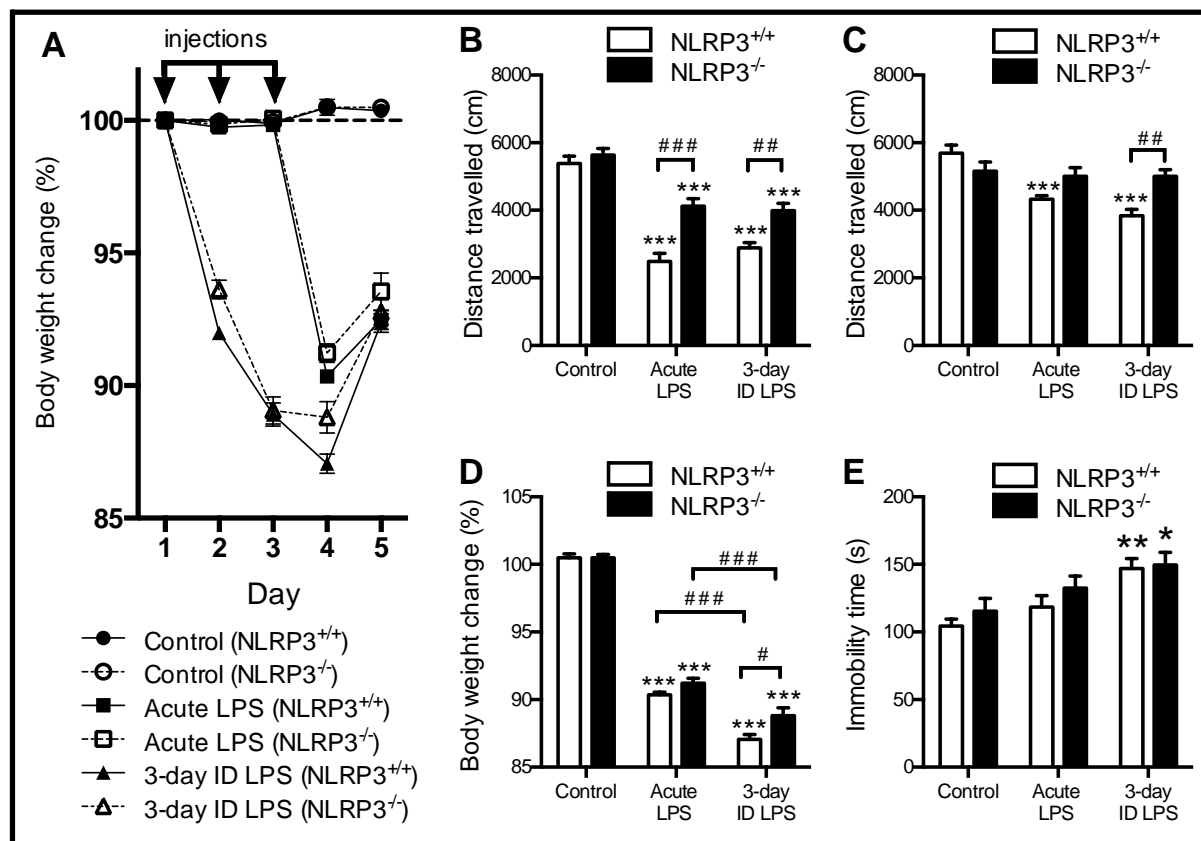 A
injections
100
95
90
85
Body weight change (%)
1 2 3 4 5
Day
Control (NLRP3+/+)
Control (NLRP3-/-)
Acute LPS (NLRP3+/+)
Acute LPS (NLRP3-/-)
3-day ID LPS (NLRP3+/+)
3-day ID LPS (NLRP3-/-)
B
NLRP3+/+
NLRP3-/-
8000
6000
4000
2000
0
Distance travelled (cm)
### ##
*** *** *** ***
Control Acute LPS 3-day ID LPS
C
NLRP3+/+
NLRP3-/-
8000
6000
4000
2000
0
Distance travelled (cm)
##
*** ***
Control Acute LPS 3-day ID LPS
D
NLRP3+/+
NLRP3-/-
105
100
95
90
85
Body weight change (%)
###
###
#
*** *** *** ***
Control Acute LPS 3-day ID LPS
E
NLRP3+/+
NLRP3-/-
200
150
100
50
0
Immobility time (s)
** *
Control Acute LPS 3-day ID LPS